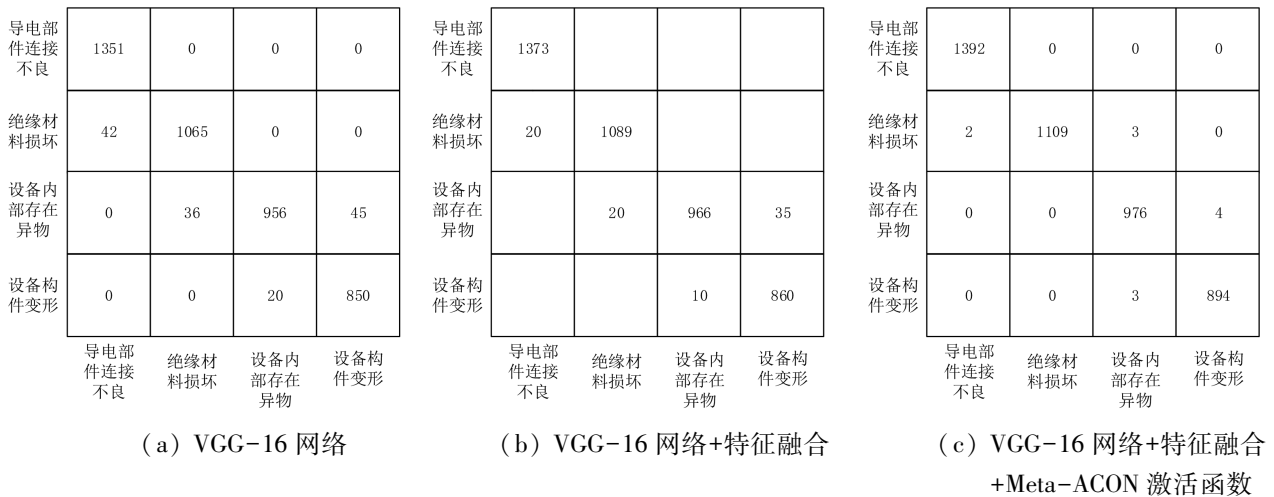 导电部
件连接
不良
1351 0 0 0
绝缘材
料损坏
42 1065 0 0
设备内
部存在
异物
0 36 956 45
设备构
件变形
0 0 20 850
导电部
件连接
不良
绝缘材
料损坏
设备内
部存在
异物
设备构
件变形
(a) VGG-16 网络
导电部
件连接
不良
1373
绝缘材
料损坏
20 1089
设备内
部存在
异物
20 966 35
设备构
件变形
10 860
导电部
件连接
不良
绝缘材
料损坏
设备内
部存在
异物
设备构
件变形
(b) VGG-16 网络+特征融合
导电部
件连接
不良
1392 0 0 0
绝缘材
料损坏
2 1109 3 0
设备内
部存在
异物
0 0 976 4
设备构
件变形
0 0 3 894
导电部
件连接
不良
绝缘材
料损坏
设备内
部存在
异物
设备构
件变形
(c) VGG-16 网络+特征融合
+Meta-ACON 激活函数